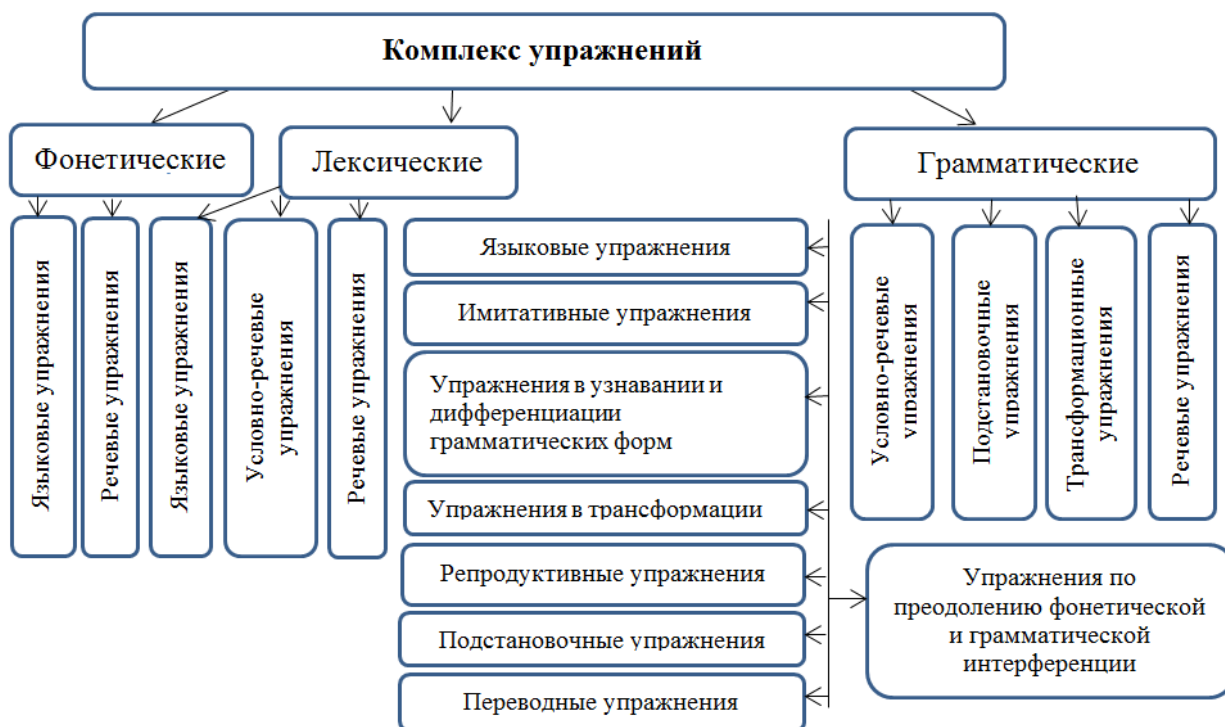 Комплекс упражнений
Фонетические
Лексические
Грамматические
Языковые упражнения
Речевые упражнения
Языковые упражнения
Условно-речевые
упражнения
Речевые упражнения
Языковые упражнения
Имитативные упражнения
Упражнения в узнавании и
дифференциации
грамматических форм
Упражнения в трансформации
Репродуктивные упражнения
Подстановочные упражнения
Переводные упражнения
Условно-речевые
упражнения
Подстановочные
упражнения
Трансформационные
упражнения
Речевые упражнения
Упражнения по
преодолению фонетической
и грамматической
интерференции